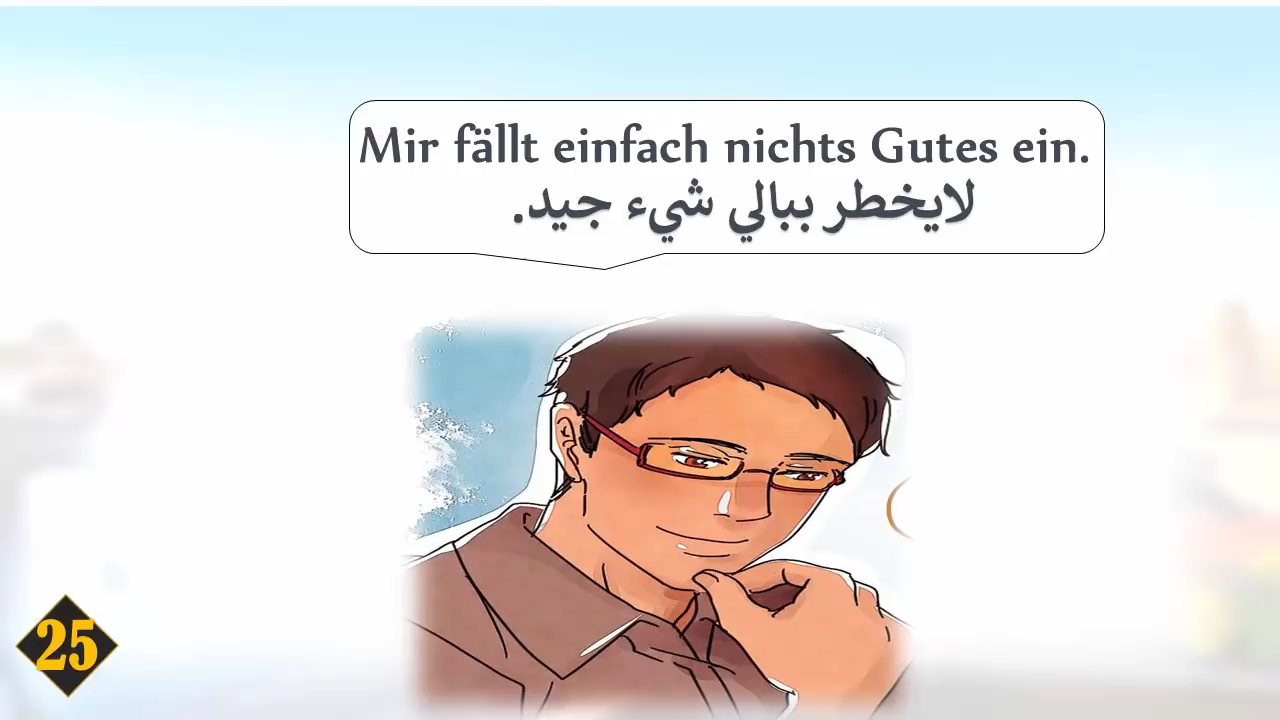 Mir fällt einfach nichts Gutes ein.
لايخطر ببالي شيء جيد.
25